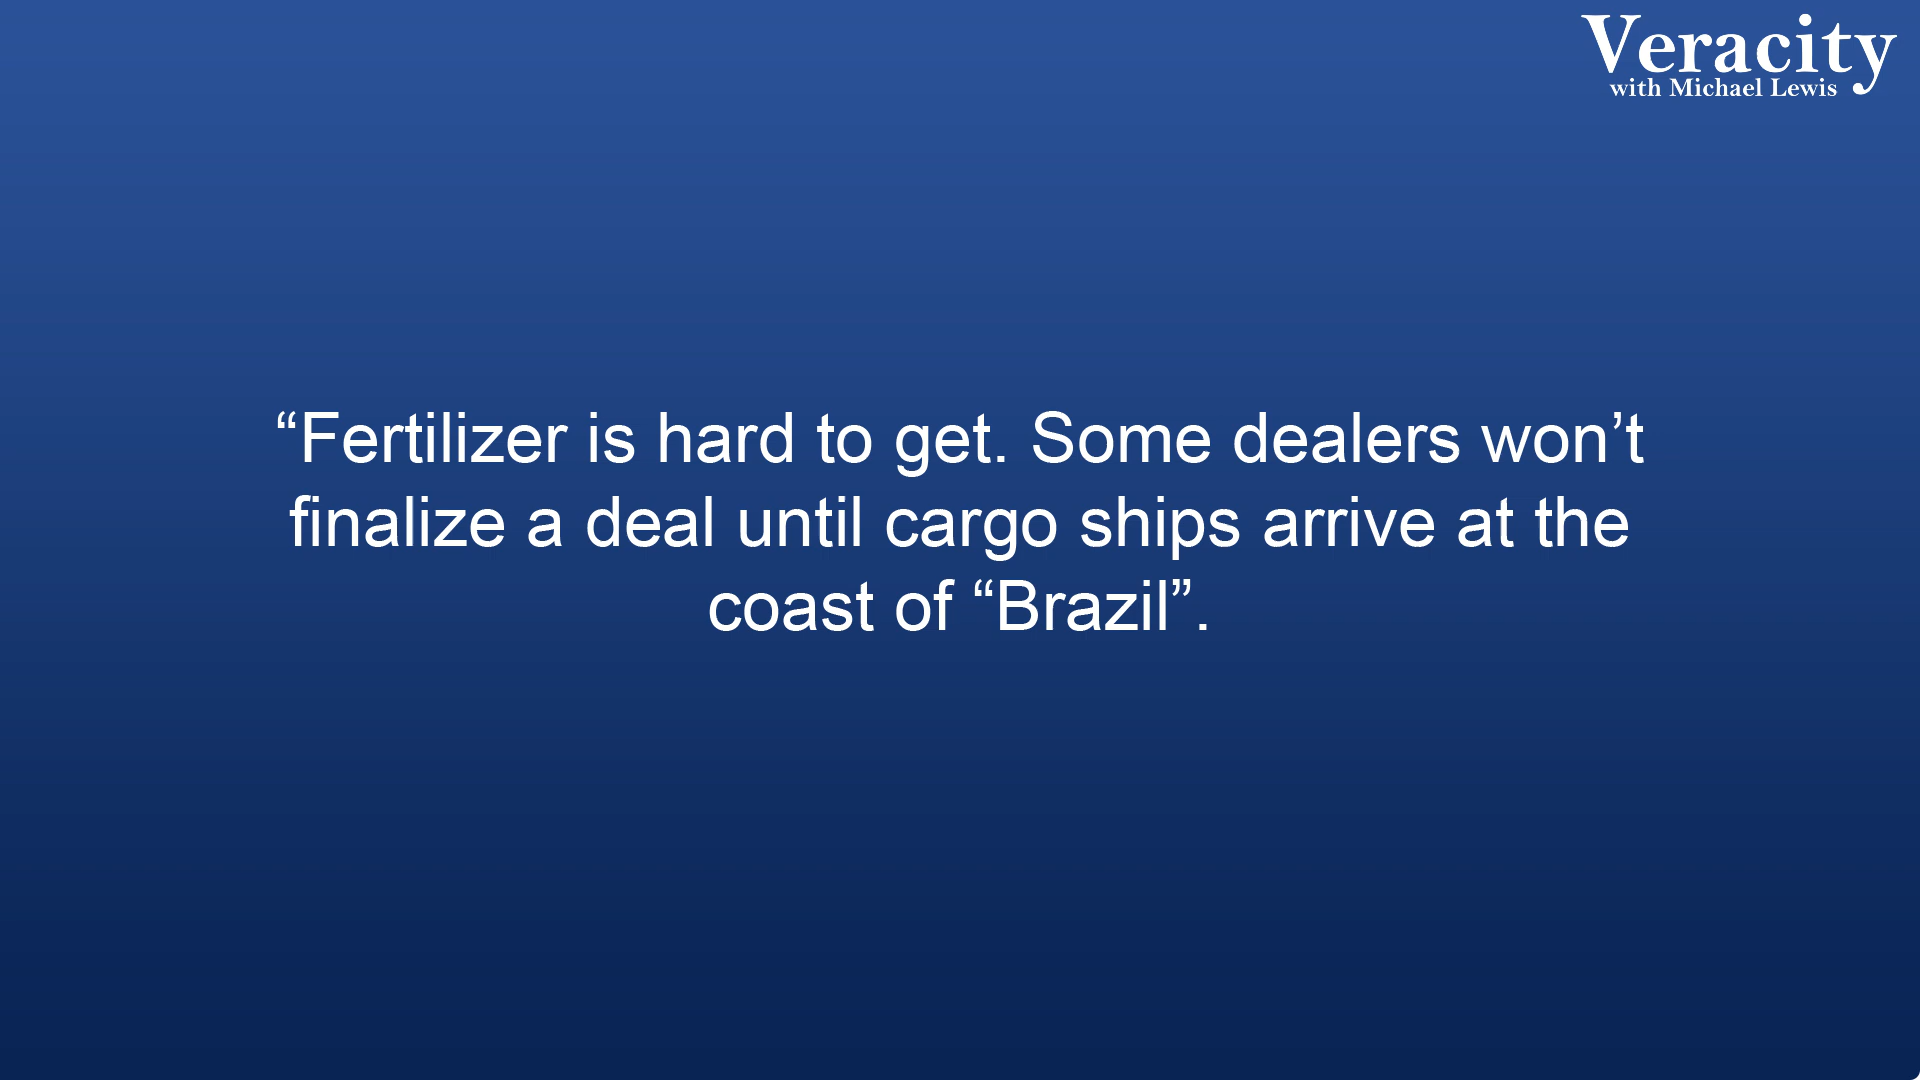 Veracity
with Michael Lewis
“Fertilizer is hard to get. Some dealers won’t
finalize a deal until cargo ships arrive at the
coast of “Brazil”.